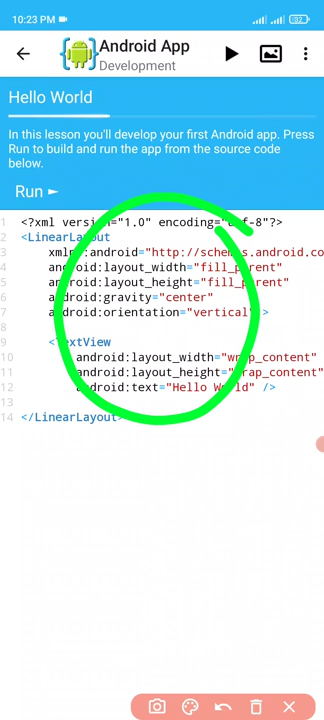 10:23 PM
Android App
Development
Hello World
In this lesson you'll develop your first Android app. Press
Run to build and run the app from the source code
below.
Run
1 <?xml version="1.0" encoding="utf-8"?>
2 <LinearLayout
3 xmlns:android="http://schemas.android.co
4 android:layout_width="fill_parent"
5 android:layout_height="fill_parent"
6 android:gravity="center"
7 android:orientation="vertical" >
8
9 <TextView
10 android:layout_width="wrap_content"
11 android:layout_height="wrap_content"
12 android:text="Hello World" />
13
14 </LinearLayout>